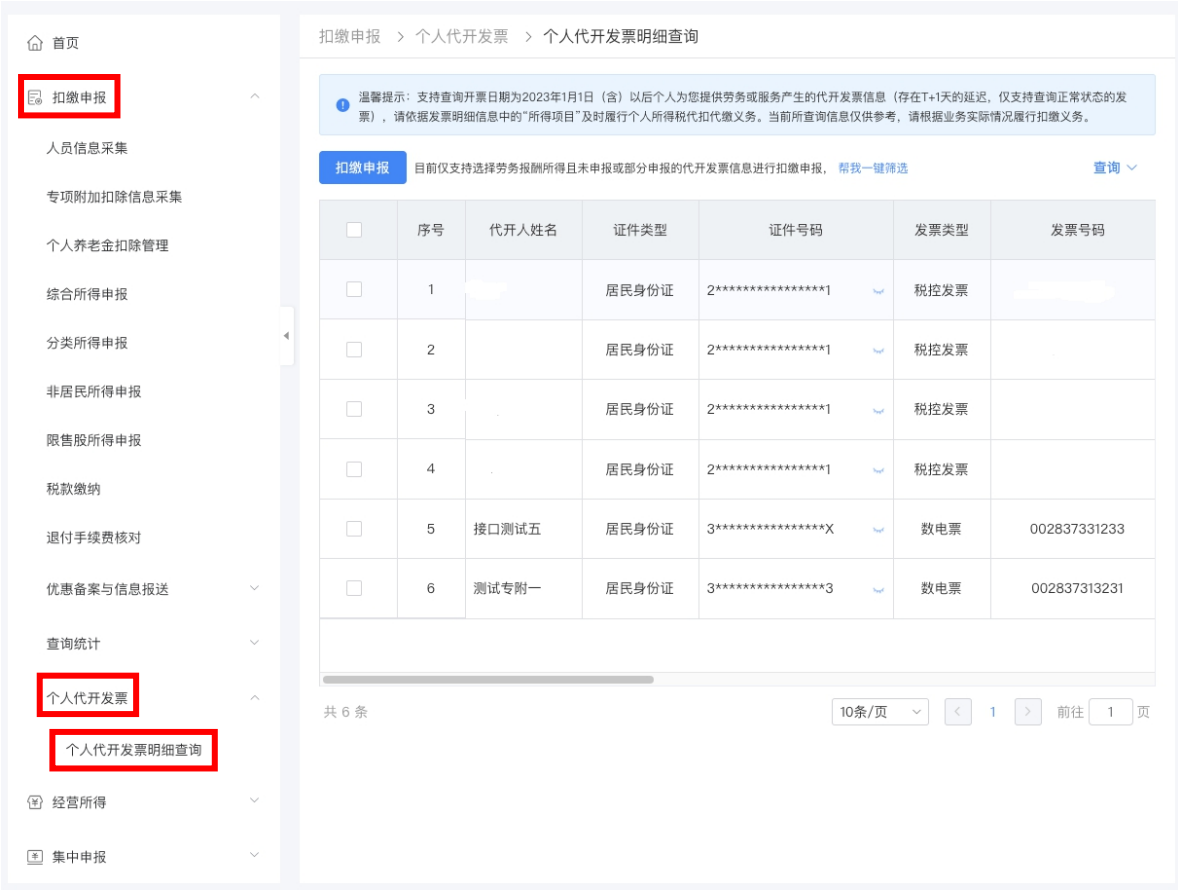 首页
扣缴申报
人员信息采集
专项附加扣除信息采集
个人养老金扣除管理
综合所得申报
分类所得申报
非居民所得申报
限售股所得申报
税款缴纳
退付手续费核对
优惠备案与信息报送
查询统计
个人代开发票
个人代开发票明细查询
经营所得
集中申报
扣缴申报 > 个人代开发票 > 个人代开发票明细查询
温馨提示：支持查询开票日期为2023年1月1日（含）以后个人为您提供劳务或服务产生的代开发票信息（存在T+1天的延迟，仅支持查询正常状态的发
票），请依据发票明细信息中的“所得项目”及时履行个人所得税代扣代缴义务。当前所查询信息仅供参考，请根据业务实际情况履行扣缴义务。
扣缴申报 目前仅支持选择劳务报酬所得且未申报或部分申报的代开发票信息进行扣缴申报， 帮我一键筛选 查询
序号 代开人姓名 证件类型 证件号码 发票类型 发票号码
1 居民身份证 2****************1 税控发票
2 居民身份证 2****************1 税控发票
3 居民身份证 2****************1 税控发票
4 居民身份证 2****************1 税控发票
5 接口测试五 居民身份证 3****************X 数电票 002837331233
6 测试专附一 居民身份证 3****************3 数电票 002837313231
共 6 条 10条/页 < 1 > 前往 1 页